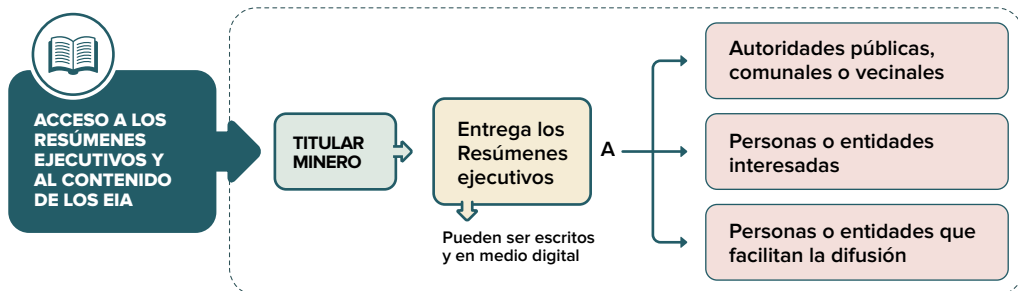 ACCESO A LOS
RESÚMENES
EJECUTIVOS Y
AL CONTENIDO
DE LOS EIA
TITULAR
MINERO
Entrega los
Resúmenes
ejecutivos
Pueden ser escritos
y en medio digital
A
Autoridades públicas,
comunales o vecinales
Personas o entidades
interesadas
Personas o entidades que
facilitan la difusión